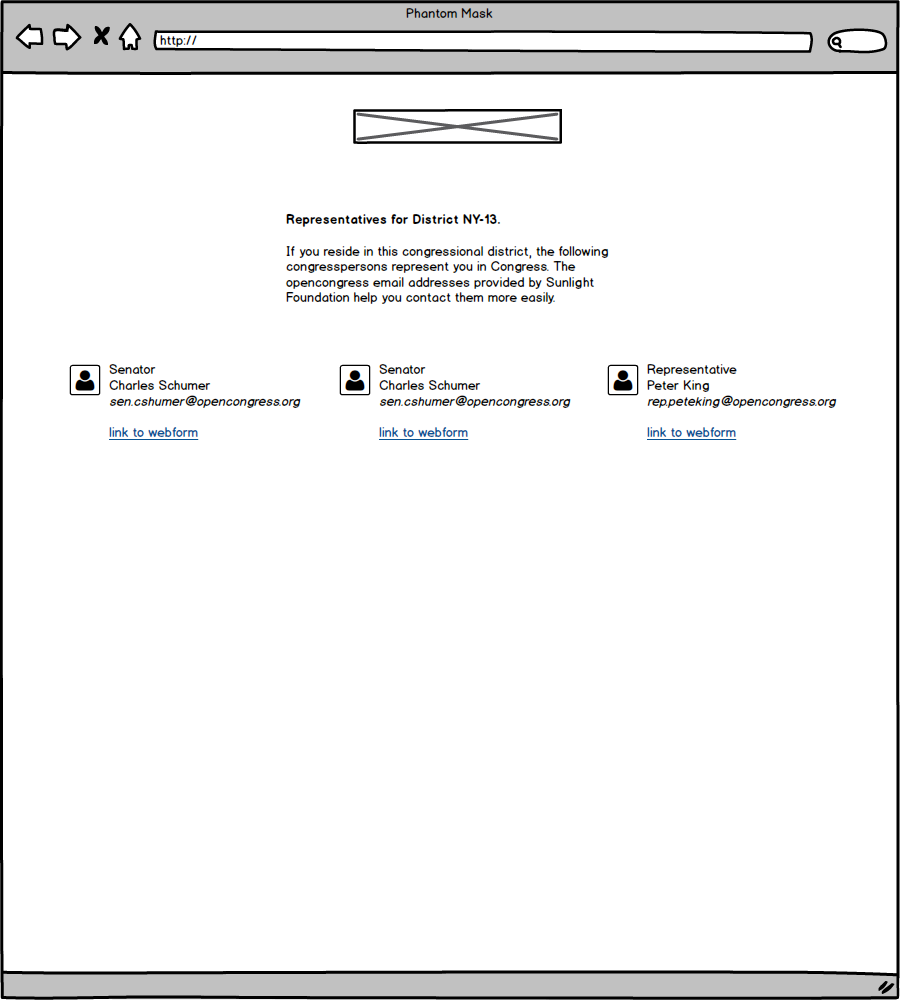 Phantom Mask
http://
Representatives for District NY-13.
If you reside in this congressional district, the following
congresspersons represent you in Congress. The
opencongress email addresses provided by Sunlight
Foundation help you contact them more easily.
Senator
Charles Schumer
sen.cshumer@opencongress.org
link to webform
Senator
Charles Schumer
sen.cshumer@opencongress.org
link to webform
Representative
Peter King
rep.peteking@opencongress.org
link to webform